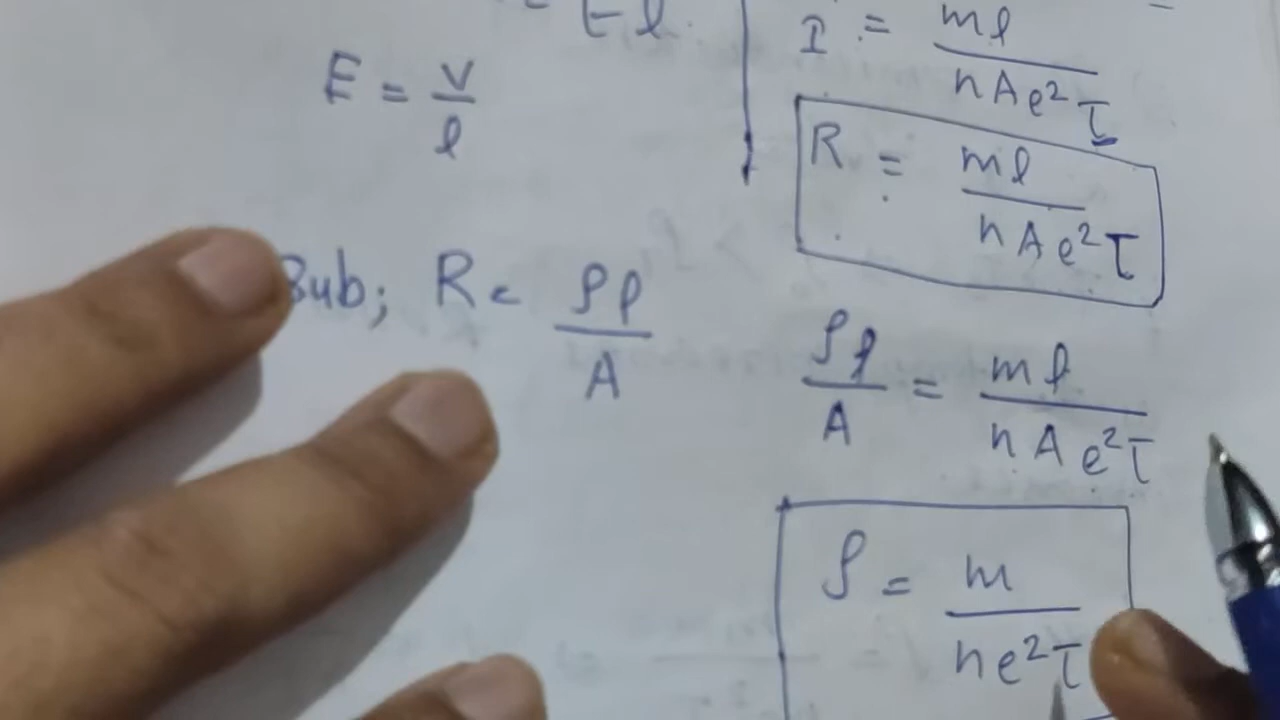 E l.
E = V/l
Sub; R = ρl/A
I = ml/nAe²τ
R = ml/nAe²τ
ρl/A = ml/nAe²τ
ρ = m/ne²τ